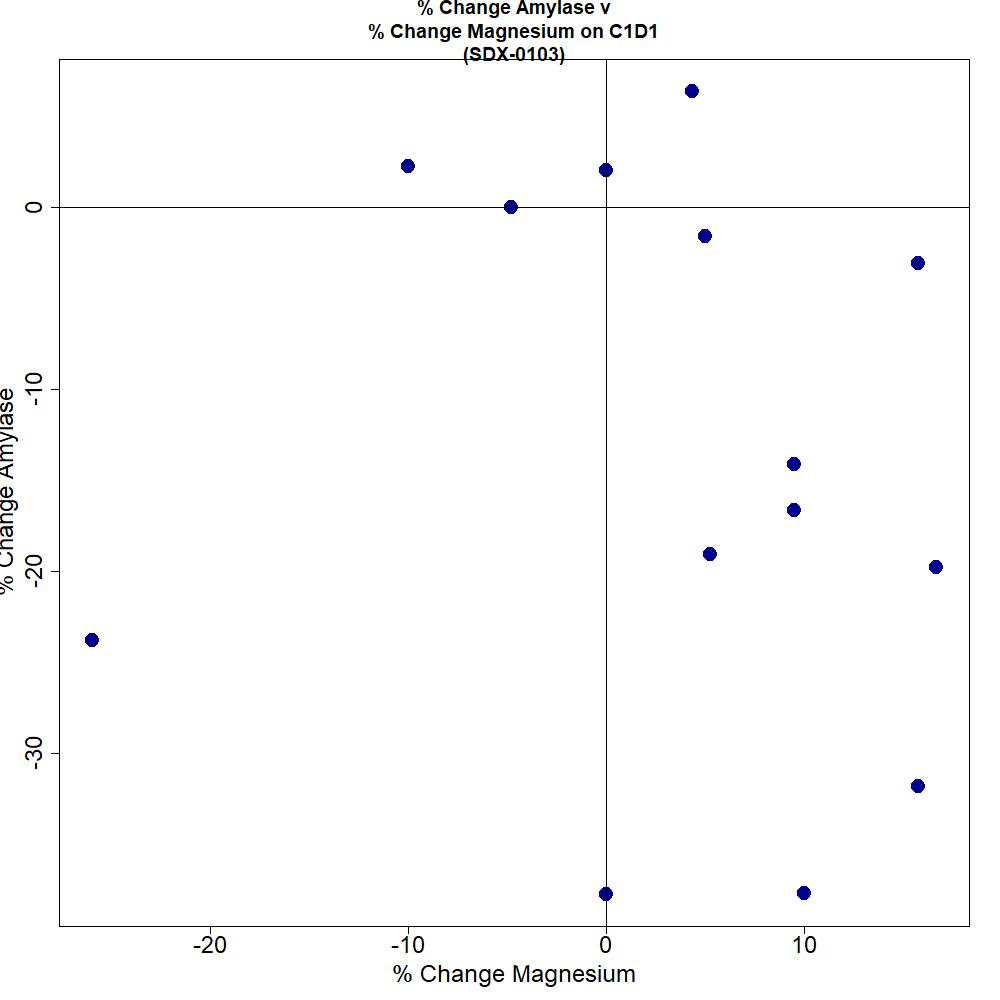 % Change Amylase v
% Change Magnesium on C1D1
(SDX-0103)
% Change Amylase
0
-10
-20
-30
-20
-10
0
10
% Change Magnesium